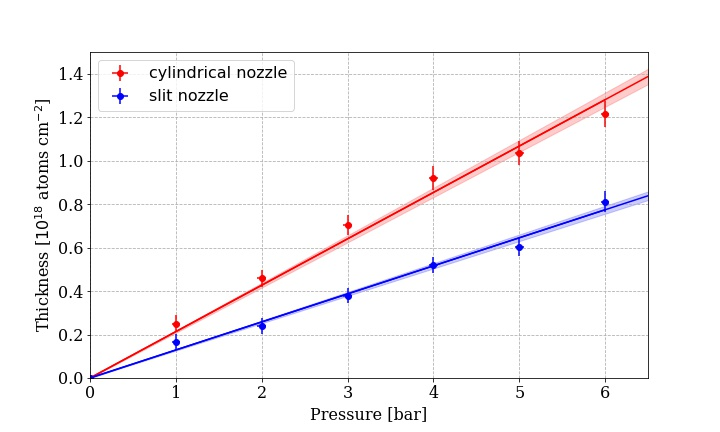 cylindrical nozzle
slit nozzle
Thickness [10¹⁸ atoms cm⁻²]
1.4
1.2
1.0
0.8
0.6
0.4
0.2
0.0
0 1 2 3 4 5 6
Pressure [bar]